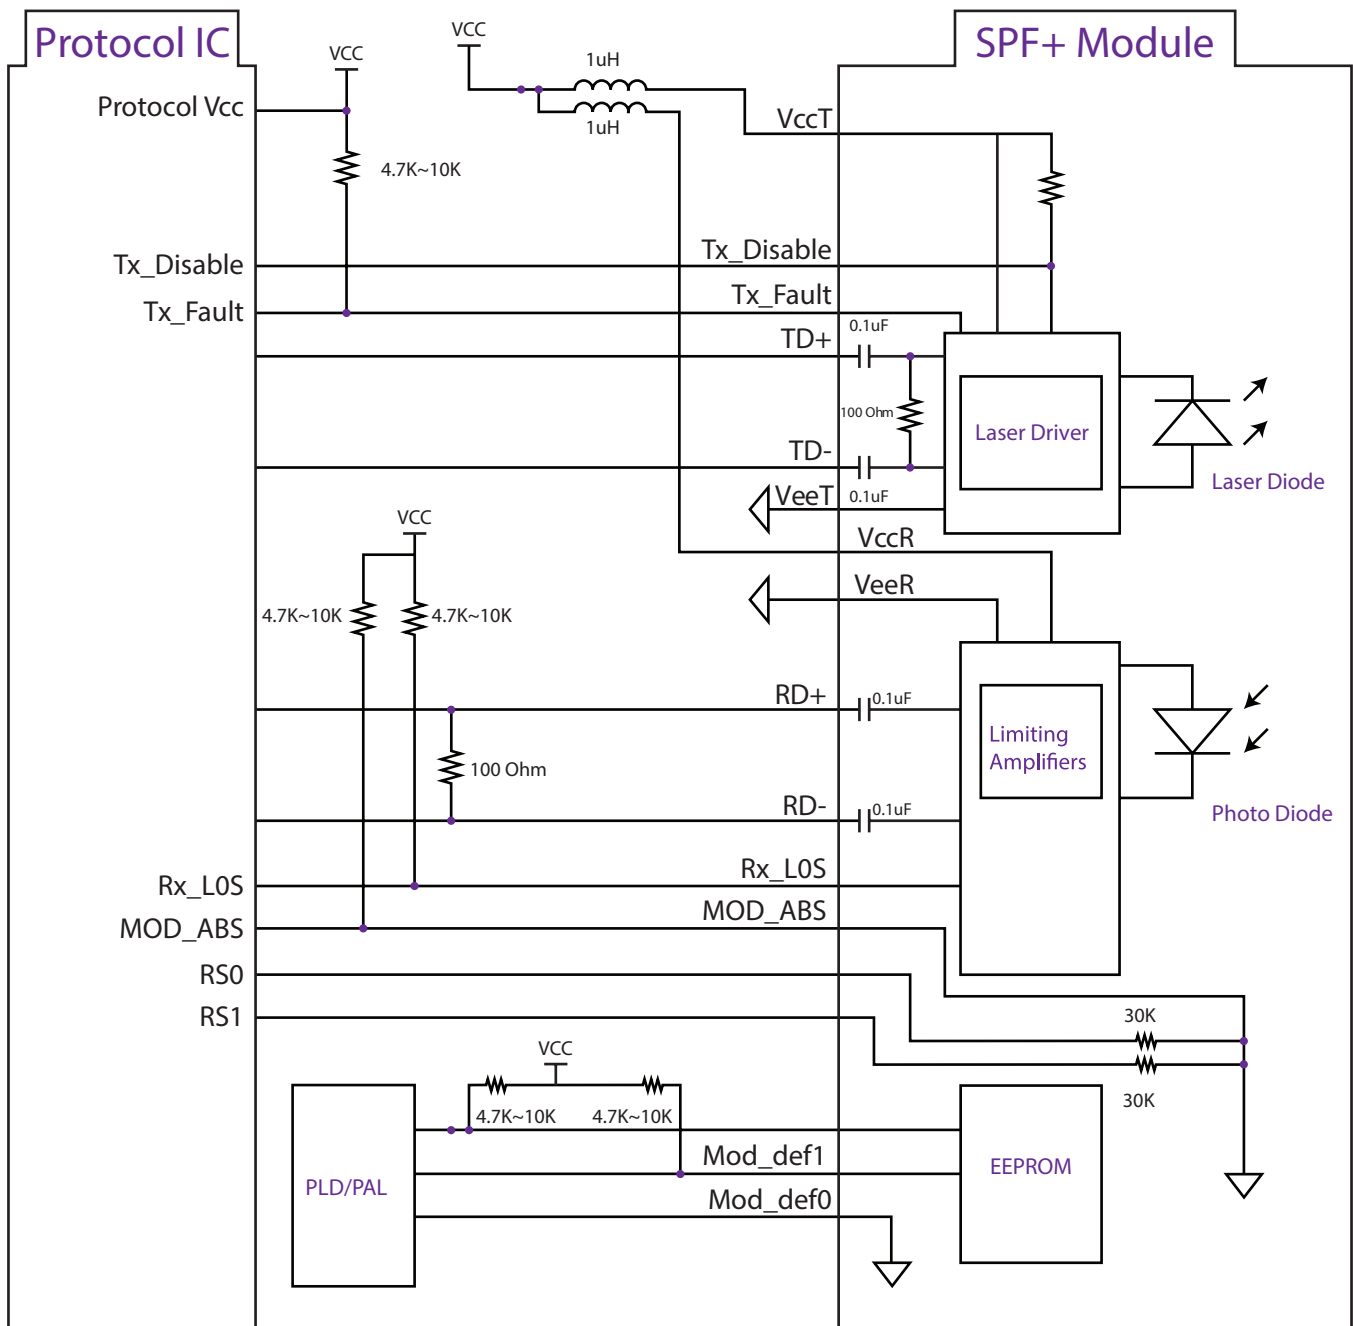 Protocol IC
SPF+ Module
VCC
VCC
1uH
1uH
Protocol Vcc
4.7K~10K
VccT
Tx_Disable
Tx_Disable
Tx_Fault
Tx_Fault
0.1uF
TD+
100 Ohm
Laser Driver
TD-
0.1uF
Laser Diode
VeeT
VCC
VccR
VeeR
4.7K~10K
4.7K~10K
RD+
0.1uF
Limiting
Amplifiers
100 Ohm
RD-
0.1uF
Photo Diode
Rx_L0S
Rx_L0S
MOD_ABS
MOD_ABS
RS0
RS1
30K
30K
VCC
4.7K~10K
4.7K~10K
Mod_def1
Mod_def0
PLD/PAL
EEPROM